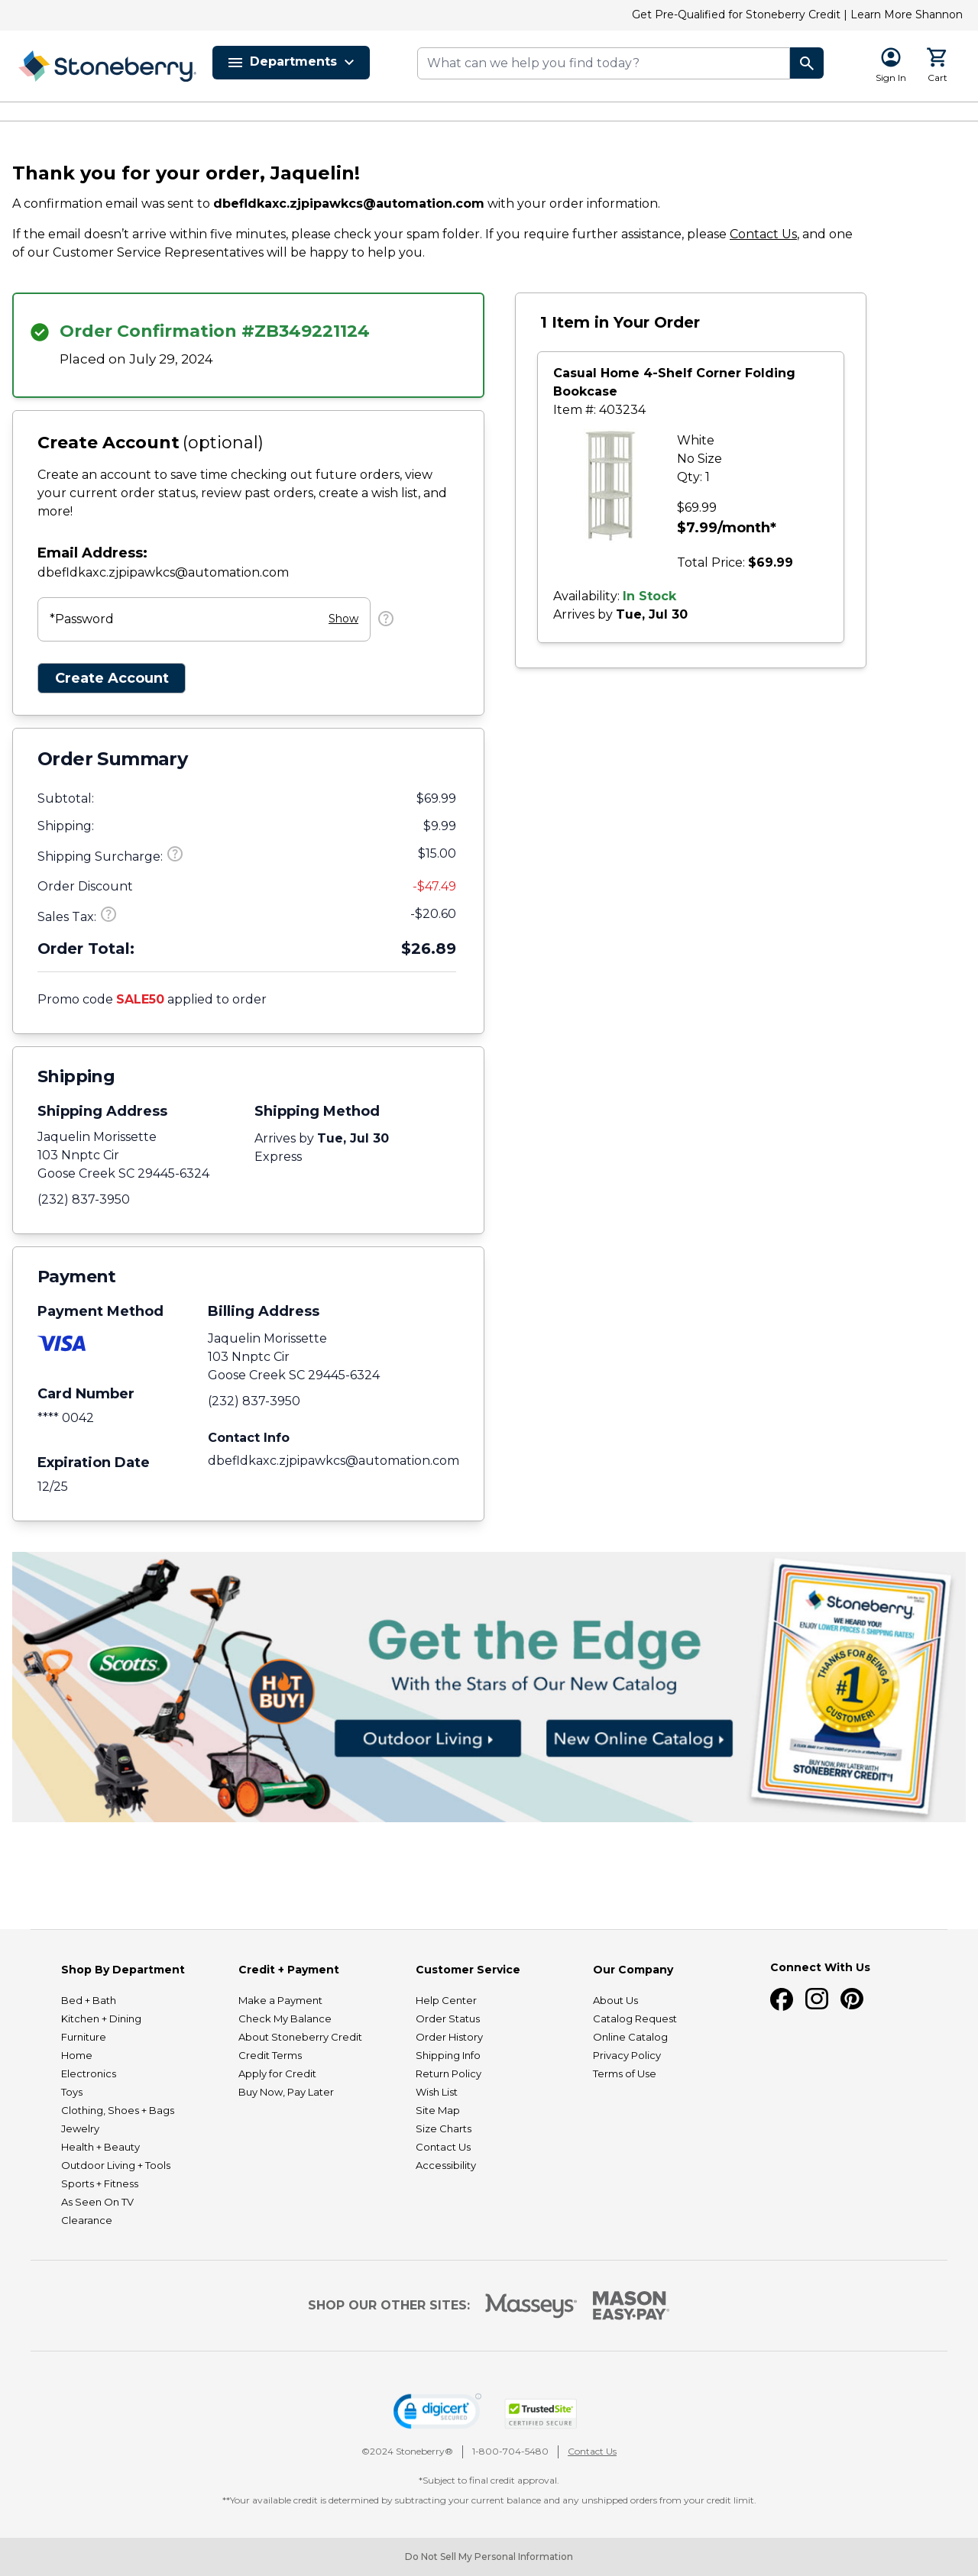 Get Pre-Qualified for Stoneberry Credit | Learn More Shannon
Stoneberry.
Departments
What can we help you find today?
Sign In
Cart
Thank you for your order, Jaquelin!
A confirmation email was sent to dbefldkaxc.zjpipawkcs@automation.com with your order information.
If the email doesn’t arrive within five minutes, please check your spam folder. If you require further assistance, please Contact Us, and one
of our Customer Service Representatives will be happy to help you.
Order Confirmation #ZB349221124
Placed on July 29, 2024
Create Account (optional)
Create an account to save time checking out future orders, view
your current order status, review past orders, create a wish list, and
more!
Email Address:
dbefldkaxc.zjpipawkcs@automation.com
*Password
Show
Create Account
1 Item in Your Order
Casual Home 4-Shelf Corner Folding
Bookcase
Item #: 403234
White
No Size
Qty: 1
$69.99
$7.99/month*
Total Price: $69.99
Availability: In Stock
Arrives by Tue, Jul 30
Order Summary
Subtotal: $69.99
Shipping: $9.99
Shipping Surcharge: $15.00
Order Discount -$47.49
Sales Tax: -$20.60
Order Total: $26.89
Promo code SALE50 applied to order
Shipping
Shipping Address
Jaquelin Morissette
103 Nnptc Cir
Goose Creek SC 29445-6324
(232) 837-3950
Shipping Method
Arrives by Tue, Jul 30
Express
Payment
Payment Method
VISA
Card Number
**** 0042
Expiration Date
12/25
Billing Address
Jaquelin Morissette
103 Nnptc Cir
Goose Creek SC 29445-6324
(232) 837-3950
Contact Info
dbefldkaxc.zjpipawkcs@automation.com
Scotts.
HOT
BUY!
Get the Edge
With the Stars of Our New Catalog
Outdoor Living
New Online Catalog
Stoneberry.
WE HEARD YOU!
ENJOY LOWER PRICES & SHIPPING RATES!
THANKS FOR BEING A
#1
CUSTOMER!
BUY NOW, PAY LATER WITH
STONEBERRY CREDIT!
Shop By Department
Bed + Bath
Kitchen + Dining
Furniture
Home
Electronics
Toys
Clothing, Shoes + Bags
Jewelry
Health + Beauty
Outdoor Living + Tools
Sports + Fitness
As Seen On TV
Clearance
Credit + Payment
Make a Payment
Check My Balance
About Stoneberry Credit
Credit Terms
Apply for Credit
Buy Now, Pay Later
Customer Service
Help Center
Order Status
Order History
Shipping Info
Return Policy
Wish List
Site Map
Size Charts
Contact Us
Accessibility
Our Company
About Us
Catalog Request
Online Catalog
Privacy Policy
Terms of Use
Connect With Us
SHOP OUR OTHER SITES:
Masseys
MASON
EASY•PAY
digicert
SECURED
TrustedSite
CERTIFIED SECURE
©2024 Stoneberry® | 1-800-704-5480 | Contact Us
*Subject to final credit approval.
**Your available credit is determined by subtracting your current balance and any unshipped orders from your credit limit.
Do Not Sell My Personal Information